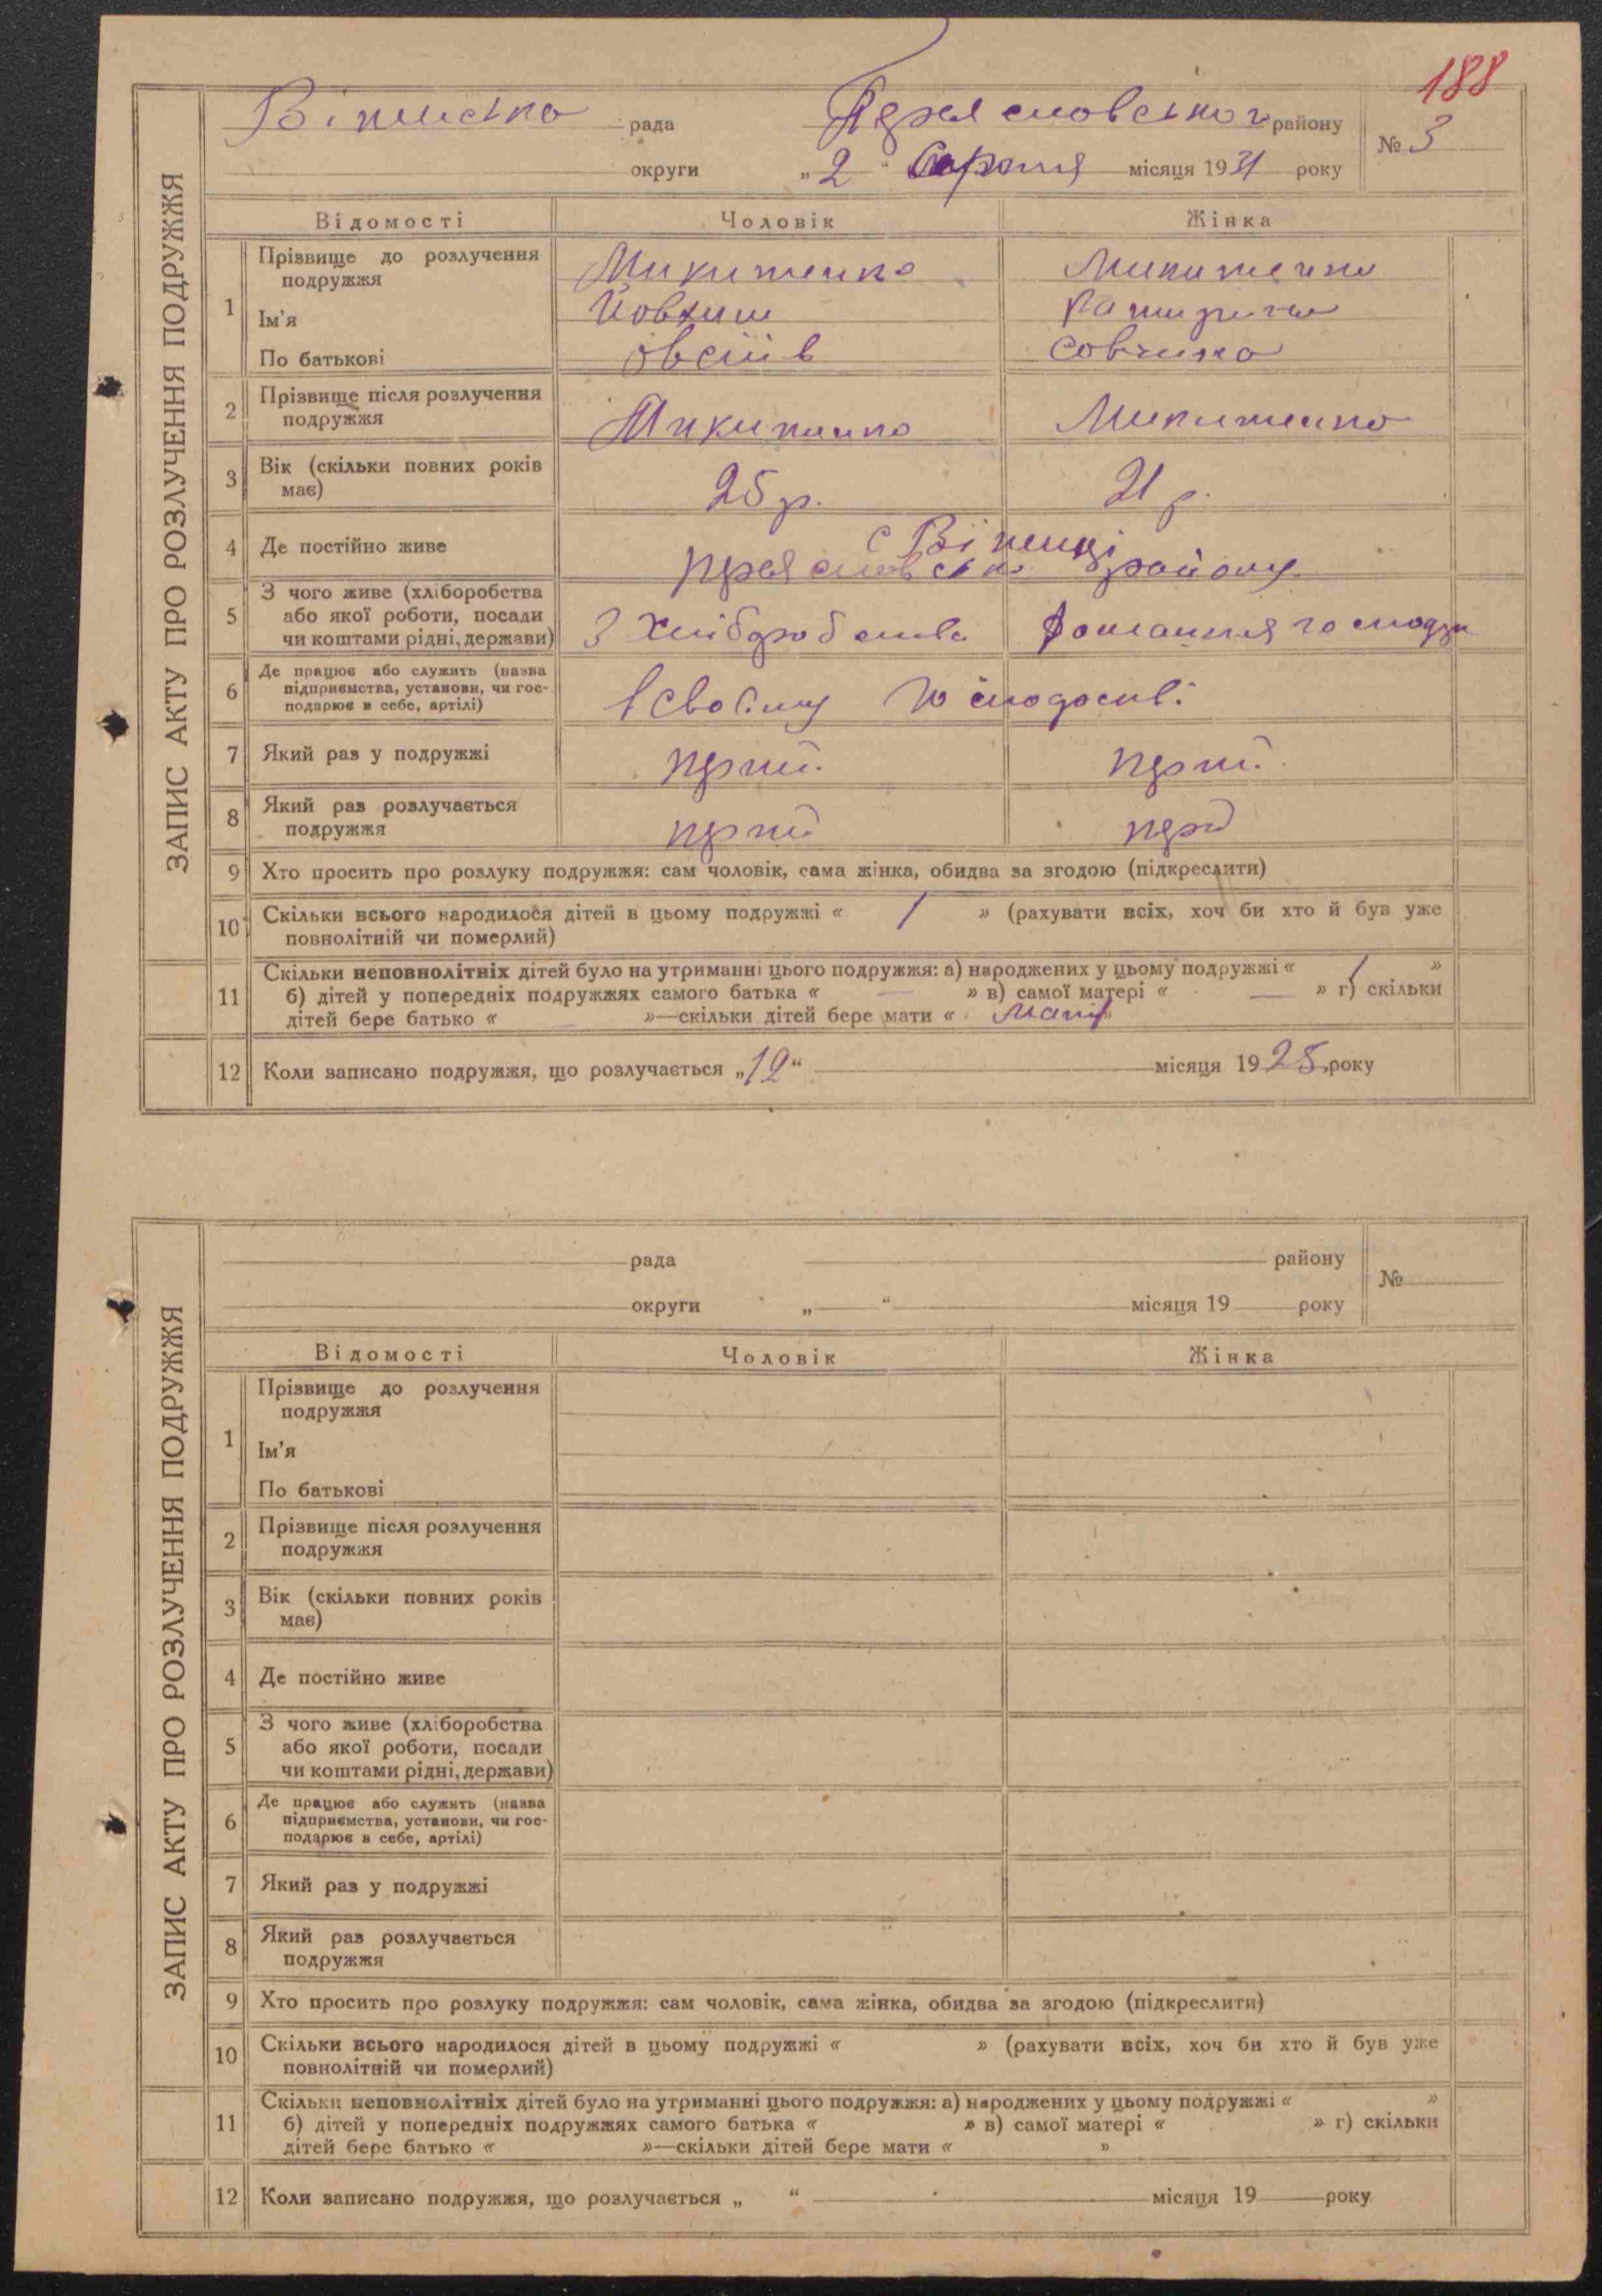 188
рада Переясловського району № 3
округи „2“ Серпня місяця 1931 року
ЗАПИС АКТУ ПРО РОЗЛУЧЕННЯ ПОДРУЖЖЯ
Відомості Чоловік Жінка
1 Прізвище до розлучення подружжя Микитенко Микитенко
Ім'я Йовхим
По батькові Овсіїв
2 Прізвище після розлучення подружжя Микитенко Микитенко
3 Вік (скільки повних років має) 25 р. 21 р.
4 Де постійно живе с
району
5 З чого живе (хліборобства або якої роботи, посади чи коштами рідні, держави) З Хлібороб
6 Де працює або служить (назва підприємства, установи, чи господарює в себе, артілі) в
7 Який раз у подружжі
8 Який раз розлучається подружжя
9 Хто просить про розлуку подружжя: сам чоловік, сама жінка, обидва за згодою (підкреслити)
10 Скільки всього народилося дітей в цьому подружжі « 1 » (рахувати всіх, хоч би хто й був уже
повнолітній чи померлий)
11 Скільки неповнолітніх дітей було на утриманні цього подружжя: а) народжених у цьому подружжі « 1 »
б) дітей у попередніх подружжях самого батька « — » в) самої матері « — » г) скільки
дітей бере батько « — »—скільки дітей бере мати « »
12 Коли записано подружжя, що розлучається „12“ місяця 1928 року
рада району №
округи „ “ місяця 19 року
ЗАПИС АКТУ ПРО РОЗЛУЧЕННЯ ПОДРУЖЖЯ
Відомості Чоловік Жінка
1 Прізвище до розлучення
подружжя
Ім'я
По батькові
2 Прізвище після розлучення
подружжя
3 Вік (скільки повних років
має)
4 Де постійно живе
5 З чого живе (хліборобства
або якої роботи, посади
чи коштами рідні, держави)
6 Де працює або служить (назва
підприємства, установи, чи гос-
подарює в себе, артілі)
7 Який раз у подружжі
8 Який раз розлучається
подружжя
9 Хто просить про розлуку подружжя: сам чоловік, сама жінка, обидва за згодою (підкреслити)
10 Скільки всього народилося дітей в цьому подружжі « » (рахувати всіх, хоч би хто й був уже
повнолітній чи померлий)
11 Скільки неповнолітніх дітей було на утриманні цього подружжя: а) народжених у цьому подружжі « »
б) дітей у попередніх подружжях самого батька « » в) самої матері « » г) скільки
дітей бере батько « »—скільки дітей бере мати « »
12 Коли записано подружжя, що розлучається „ “ місяця 19 року